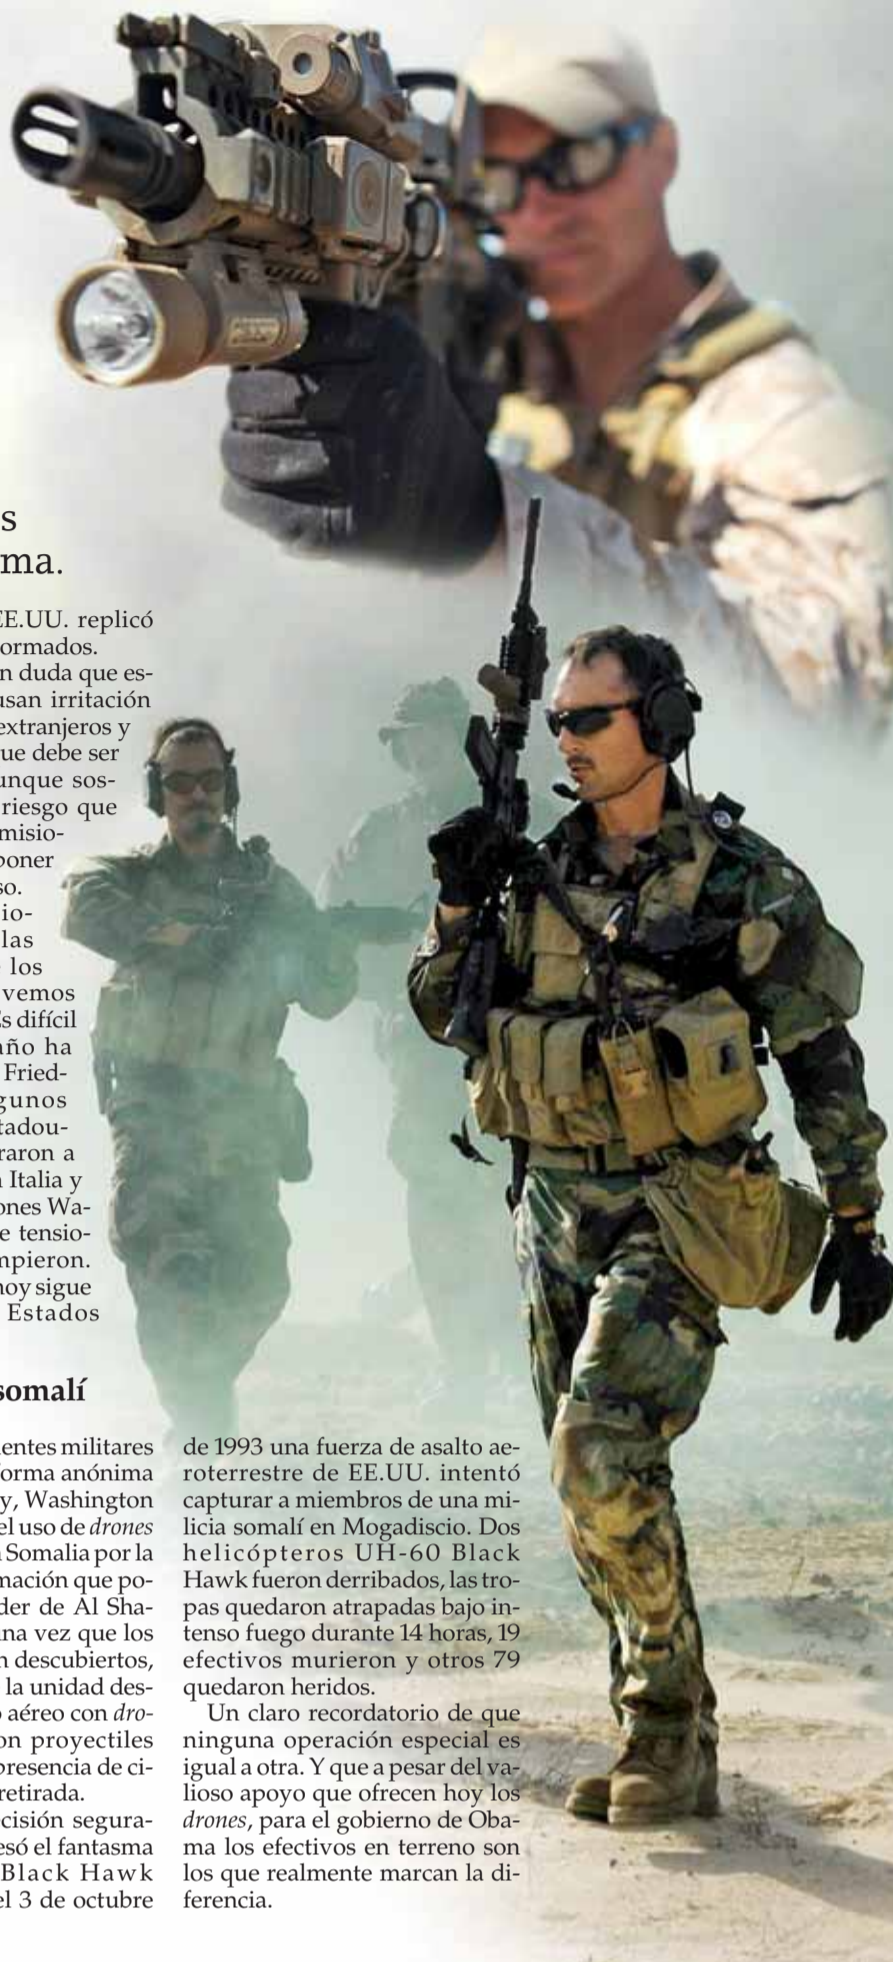 s
ma.
EE.UU. replicó
ormados.
n duda que es-
usan irritación
extranjeros y
ue debe ser
unque sos-
riesgo que
misio-
poner
so.
io-
las
los
vemos
Es difícil
año ha
Fried-
gunos
tadou-
raron a
Italia y
ones Wa-
e tensio-
mpieron.
hoy sigue
Estados
somalí
entes militares
forma anónima
y, Washington
el uso de drones
Somalia por la
mación que po-
der de Al Sha-
una vez que los
n descubiertos,
la unidad des-
o aéreo con dro-
on proyectiles
presencia de ci-
retirada.
cisión segura-
esó el fantasma
Black Hawk
el 3 de octubre
de 1993 una fuerza de asalto ae-
roterrestre de EE.UU. intentó
capturar a miembros de una mi-
licia somalí en Mogadiscio. Dos
helicópteros UH-60 Black
Hawk fueron derribados, las tro-
pas quedaron atrapadas bajo in-
tenso fuego durante 14 horas, 19
efectivos murieron y otros 79
quedaron heridos.
Un claro recordatorio de que
ninguna operación especial es
igual a otra. Y que a pesar del va-
lioso apoyo que ofrecen hoy los
drones, para el gobierno de Oba-
ma los efectivos en terreno son
los que realmente marcan la di-
ferencia.